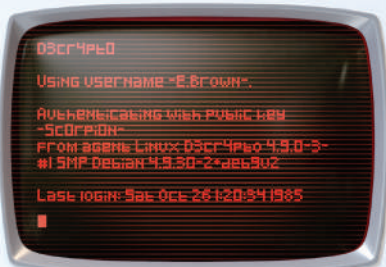 D3cr4pt0
Using username "E.Brown".
Authenticating with public key
"Sc0rpion"
From agent Linux D3cr4pt0 4.9.0-3-
#1 SMP Debian 4.9.30-2+deb9u2
Last login: Sat Oct 26 1:20:54 1985